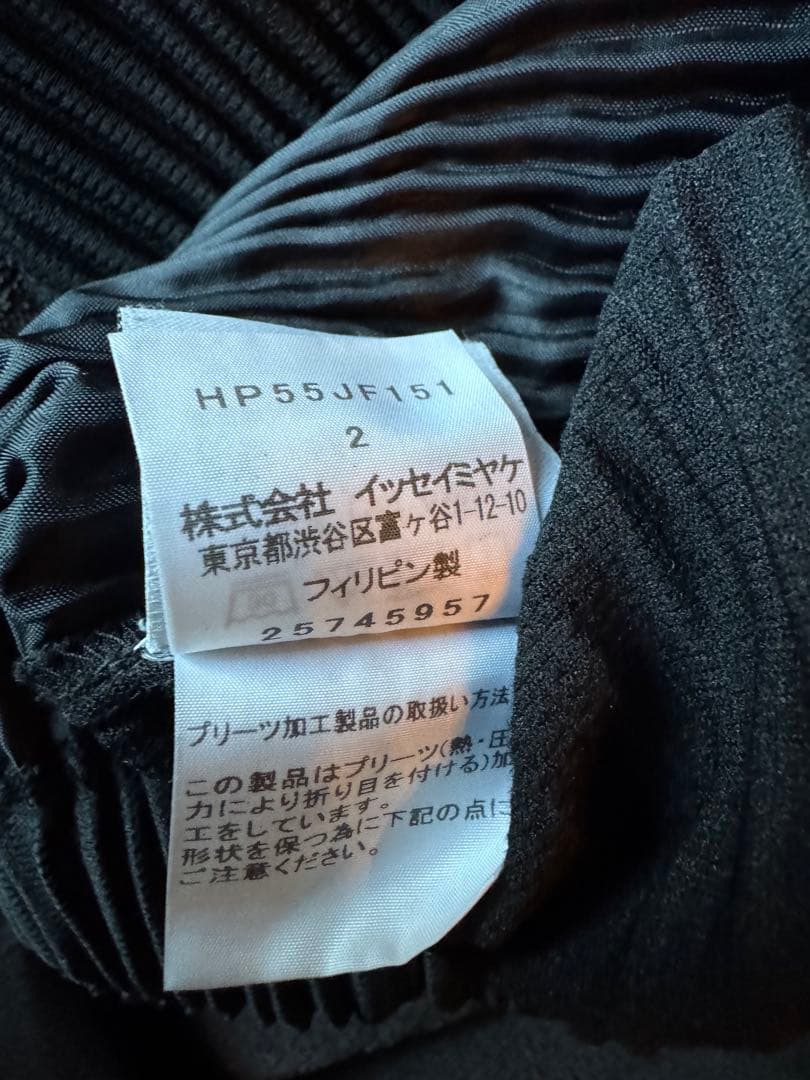 HP55JF151
2
株式会社 イッセイミヤケ
東京都渋谷区富ヶ谷1-12-10
フィリピン製
25745957
プリーツ加工製品の取扱い方法
この製品はプリーツ(熱・圧
力により折り目を付ける)加
工をしています。
形状を保つ為に下記の点に
ご注意ください。